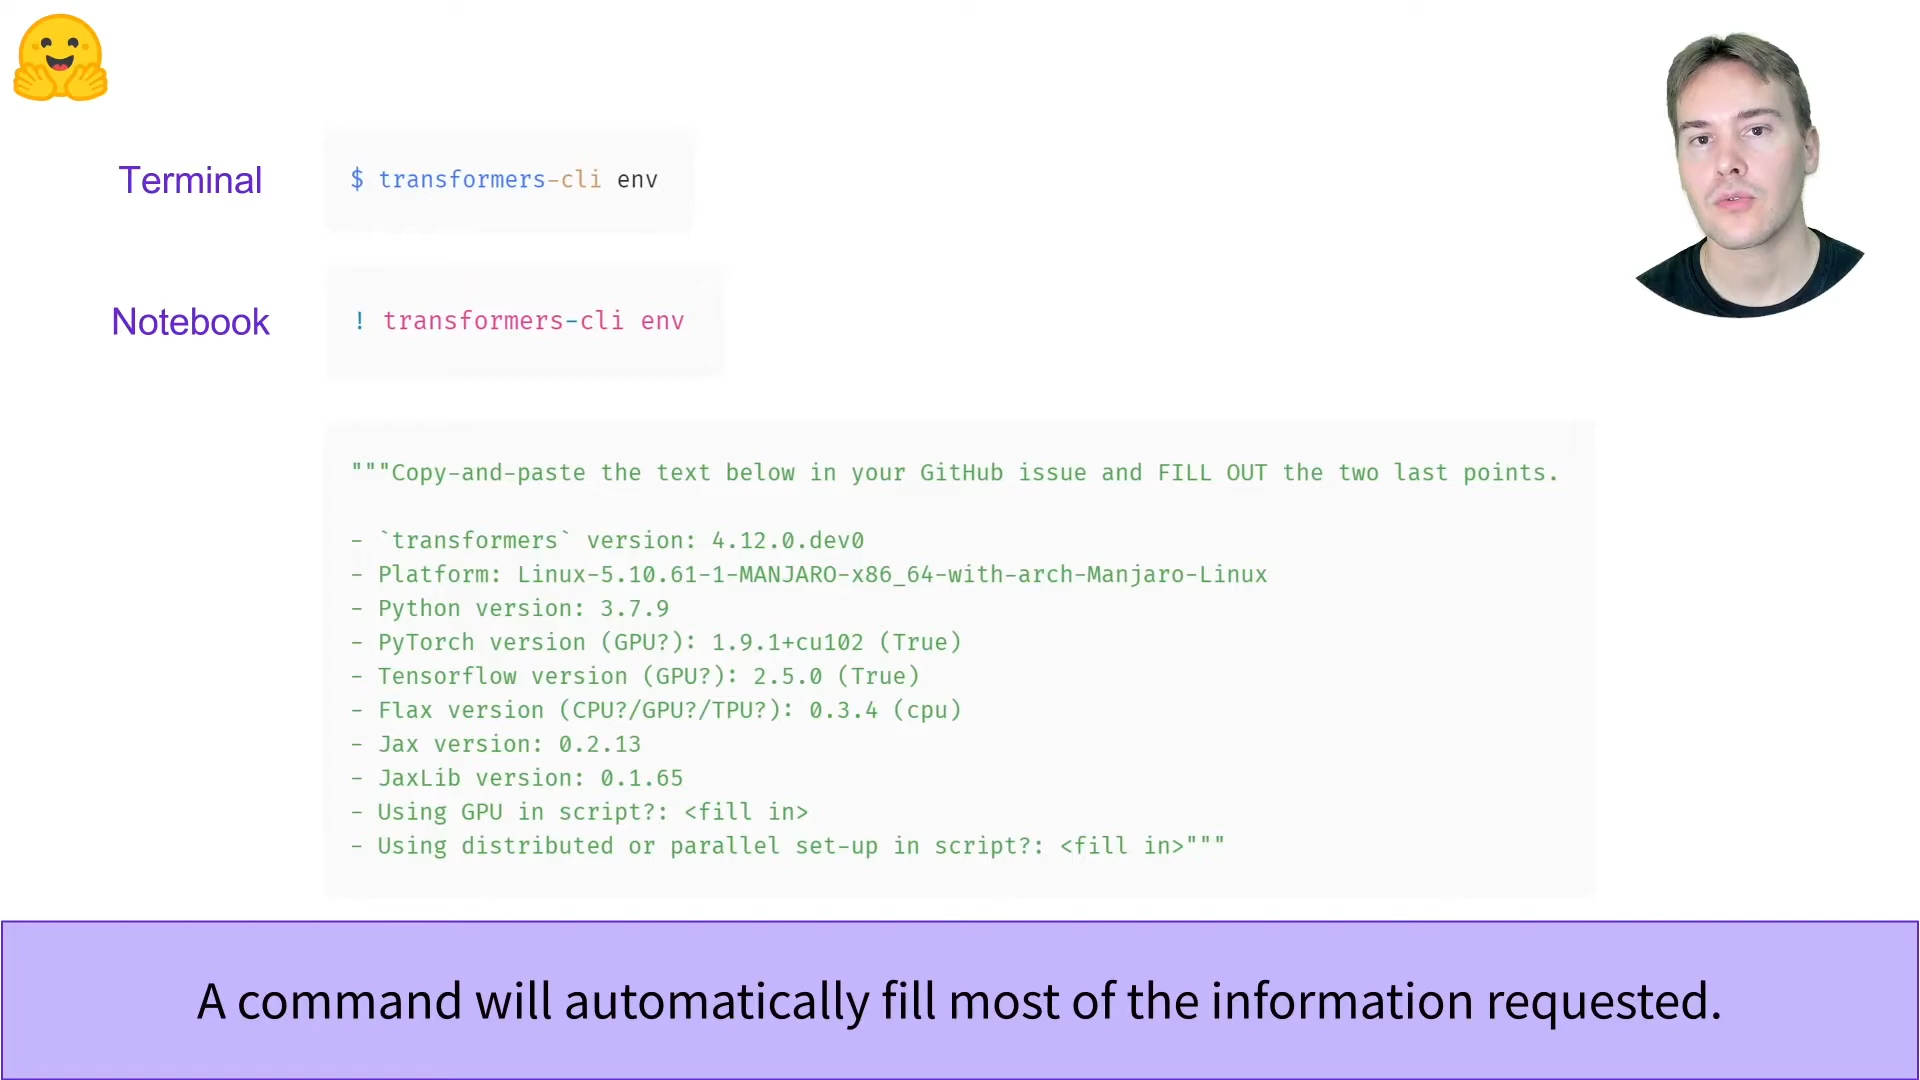 Terminal
$ transformers-cli env
Notebook
! transformers-cli env
"""Copy-and-paste the text below in your GitHub issue and FILL OUT the two last points.
- `transformers` version: 4.12.0.dev0
- Platform: Linux-5.10.61-1-MANJARO-x86_64-with-arch-Manjaro-Linux
- Python version: 3.7.9
- PyTorch version (GPU?): 1.9.1+cu102 (True)
- Tensorflow version (GPU?): 2.5.0 (True)
- Flax version (CPU?/GPU?/TPU?): 0.3.4 (cpu)
- Jax version: 0.2.13
- JaxLib version: 0.1.65
- Using GPU in script?: <fill in>
- Using distributed or parallel set-up in script?: <fill in>"""
A command will automatically fill most of the information requested.